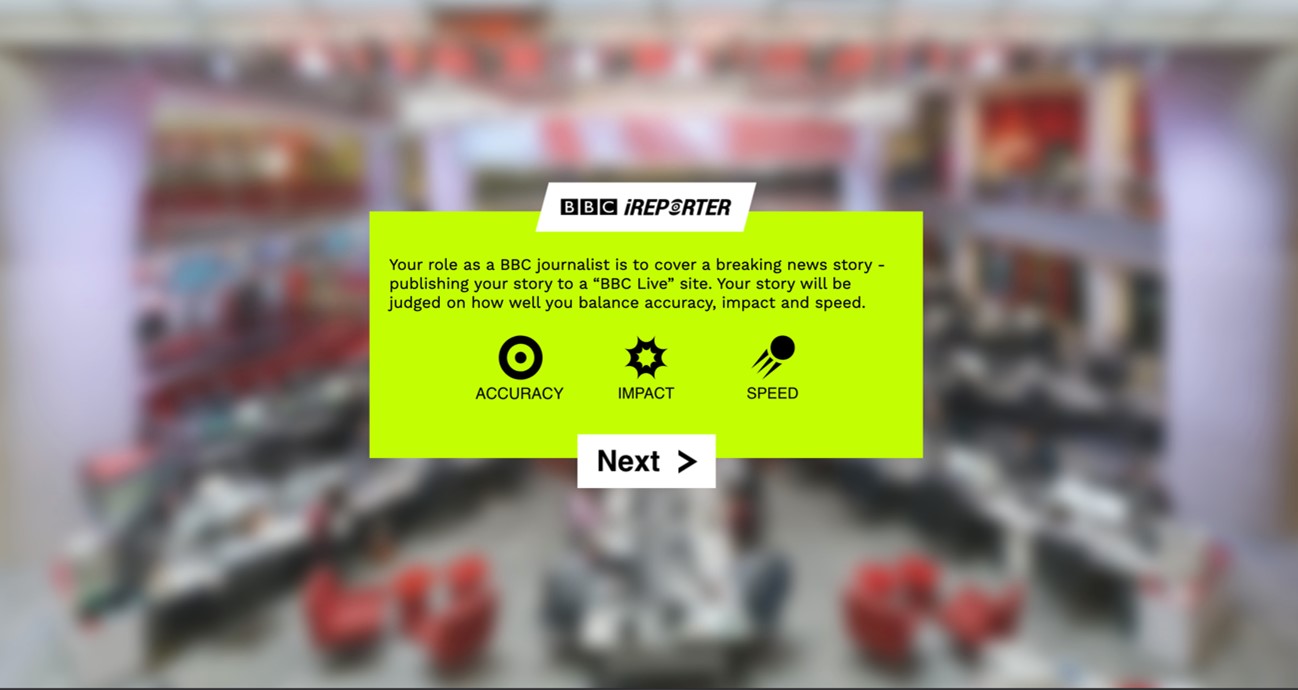 BBC iREPORTER
Your role as a BBC journalist is to cover a breaking news story -
publishing your story to a “BBC Live” site. Your story will be
judged on how well you balance accuracy, impact and speed.
ACCURACY IMPACT SPEED
Next >